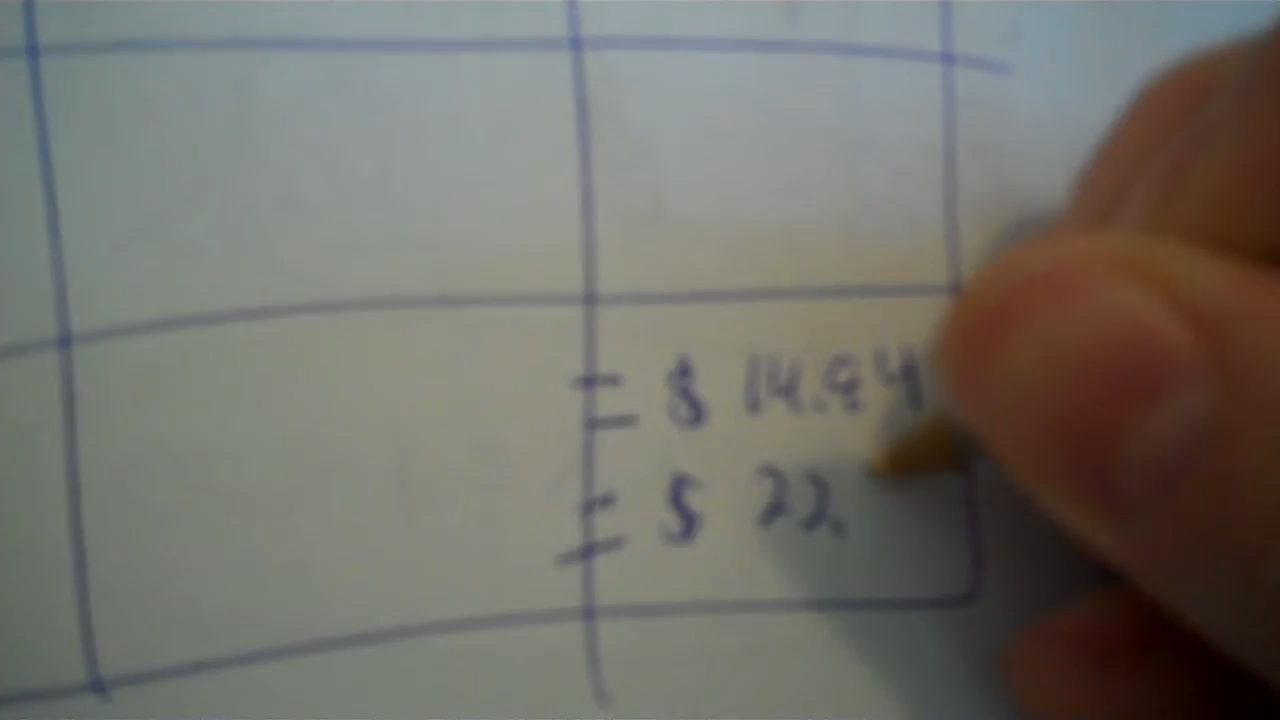 = $ 14.94
= $ 22.